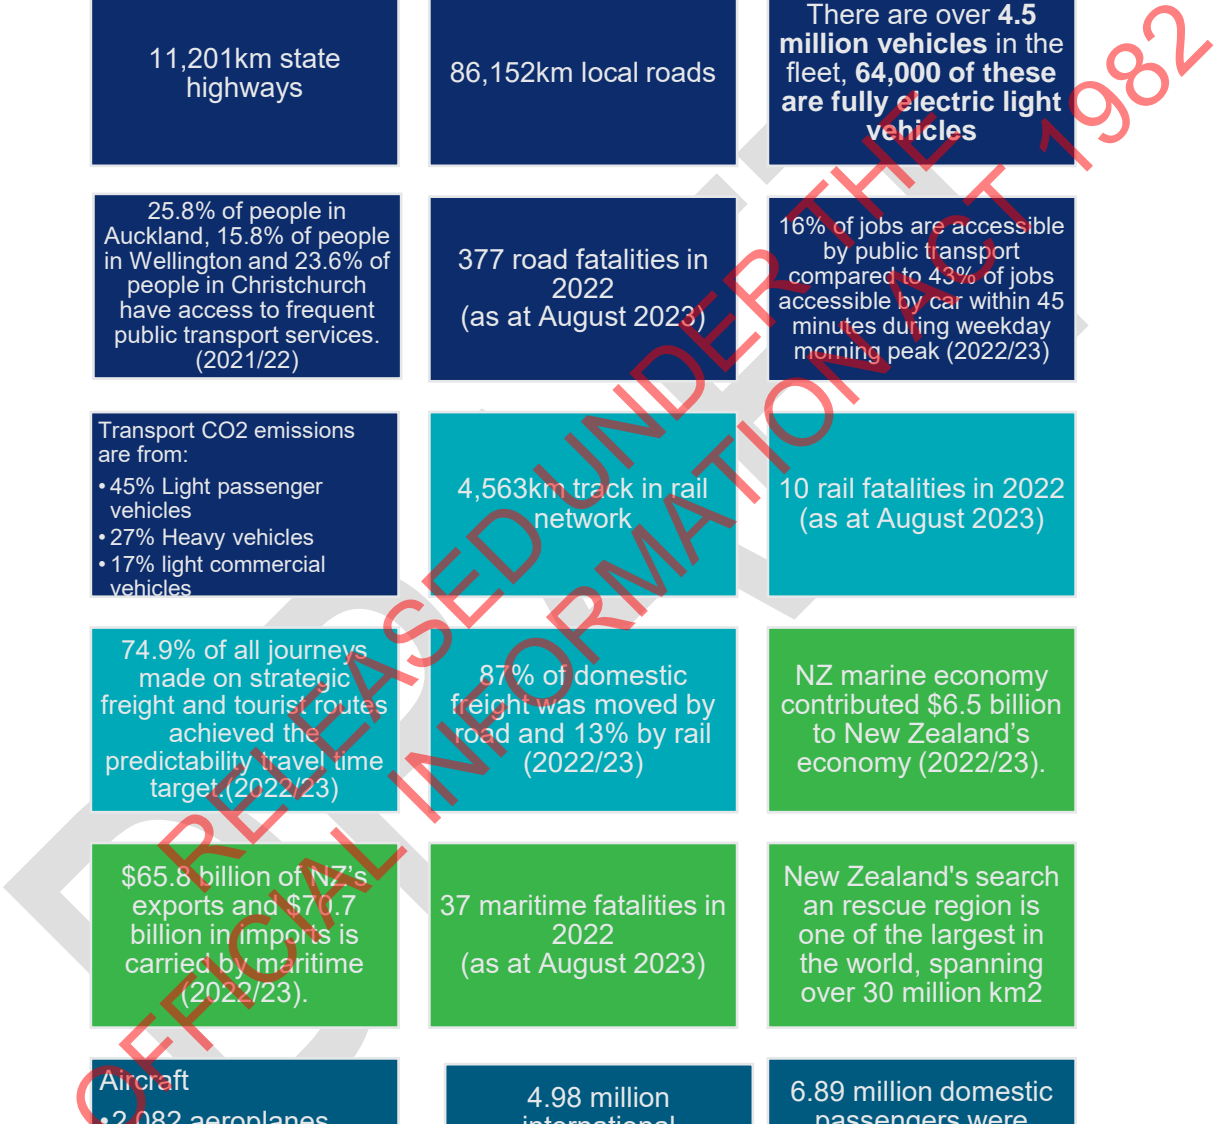 11,201km state
highways
86,152km local roads
There are over 4.5
million vehicles in the
fleet, 64,000 of these
are fully electric light
vehicles
25.8% of people in
Auckland, 15.8% of people
in Wellington and 23.6% of
people in Christchurch
have access to frequent
public transport services.
(2021/22)
377 road fatalities in
2022
(as at August 2023)
16% of jobs are accessible
by public transport
compared to 43% of jobs
accessible by car within 45
minutes during weekday
morning peak (2022/23)
Transport CO2 emissions
are from:
•45% Light passenger
vehicles
•27% Heavy vehicles
•17% light commercial
vehicles
4,563km track in rail
network
10 rail fatalities in 2022
(as at August 2023)
74.9% of all journeys
made on strategic
freight and tourist routes
achieved the
predictability travel time
target.(2022/23)
87% of domestic
freight was moved by
road and 13% by rail
(2022/23)
NZ marine economy
contributed $6.5 billion
to New Zealand’s
economy (2022/23).
$65.8 billion of NZ’s
exports and $70.7
billion in imports is
carried by maritime
(2022/23).
37 maritime fatalities in
2022
(as at August 2023)
New Zealand's search
an rescue region is
one of the largest in
the world, spanning
over 30 million km2
Aircraft
•2,082 aeroplanes
4.98 million
international
6.89 million domestic
passengers were
RELEASED UNDER THE
OFFICIAL INFORMATION ACT 1982